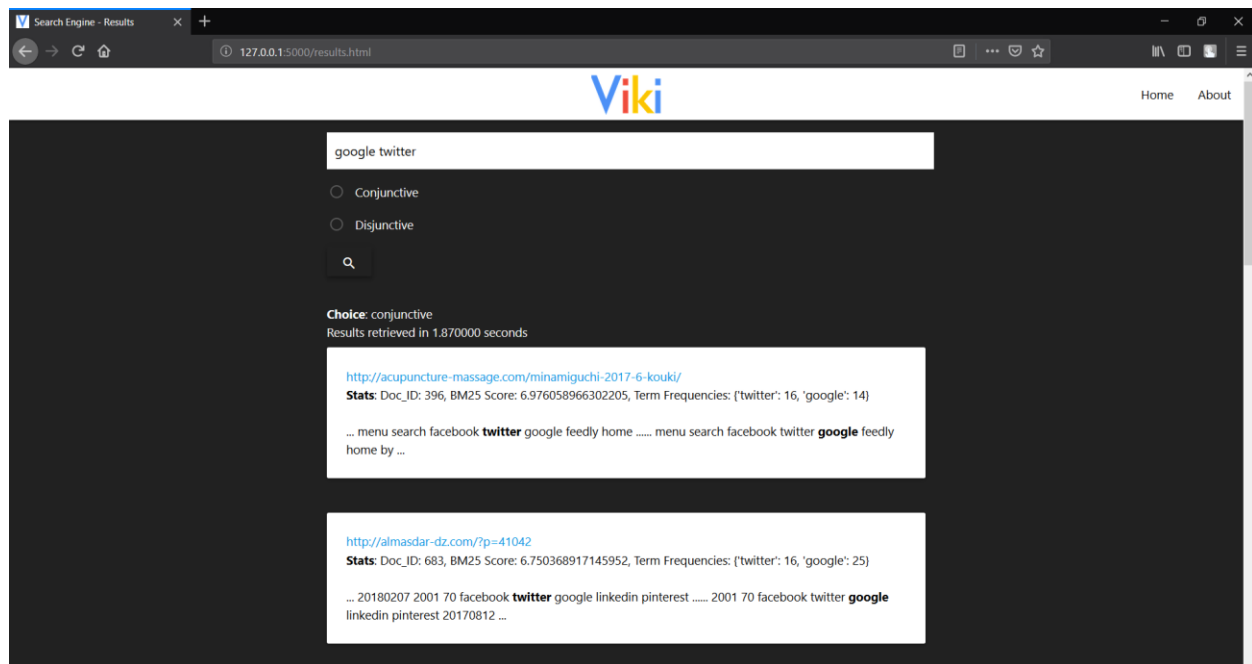 Search Engine - Results
127.0.0.1:5000/results.html
Viki
Home About
google twitter
Conjunctive
Disjunctive
Choice: conjunctive
Results retrieved in 1.870000 seconds
http://acupuncture-massage.com/minamiguchi-2017-6-kouki/
Stats: Doc_ID: 396, BM25 Score: 6.976058966302205, Term Frequencies: {'twitter': 16, 'google': 14}
... menu search facebook twitter google feedly home ...... menu search facebook twitter google feedly
home by ...
http://almasdar-dz.com/?p=41042
Stats: Doc_ID: 683, BM25 Score: 6.750368917145952, Term Frequencies: {'twitter': 16, 'google': 25}
... 20180207 2001 70 facebook twitter google linkedin pinterest ...... 2001 70 facebook twitter google
linkedin pinterest 20170812 ...